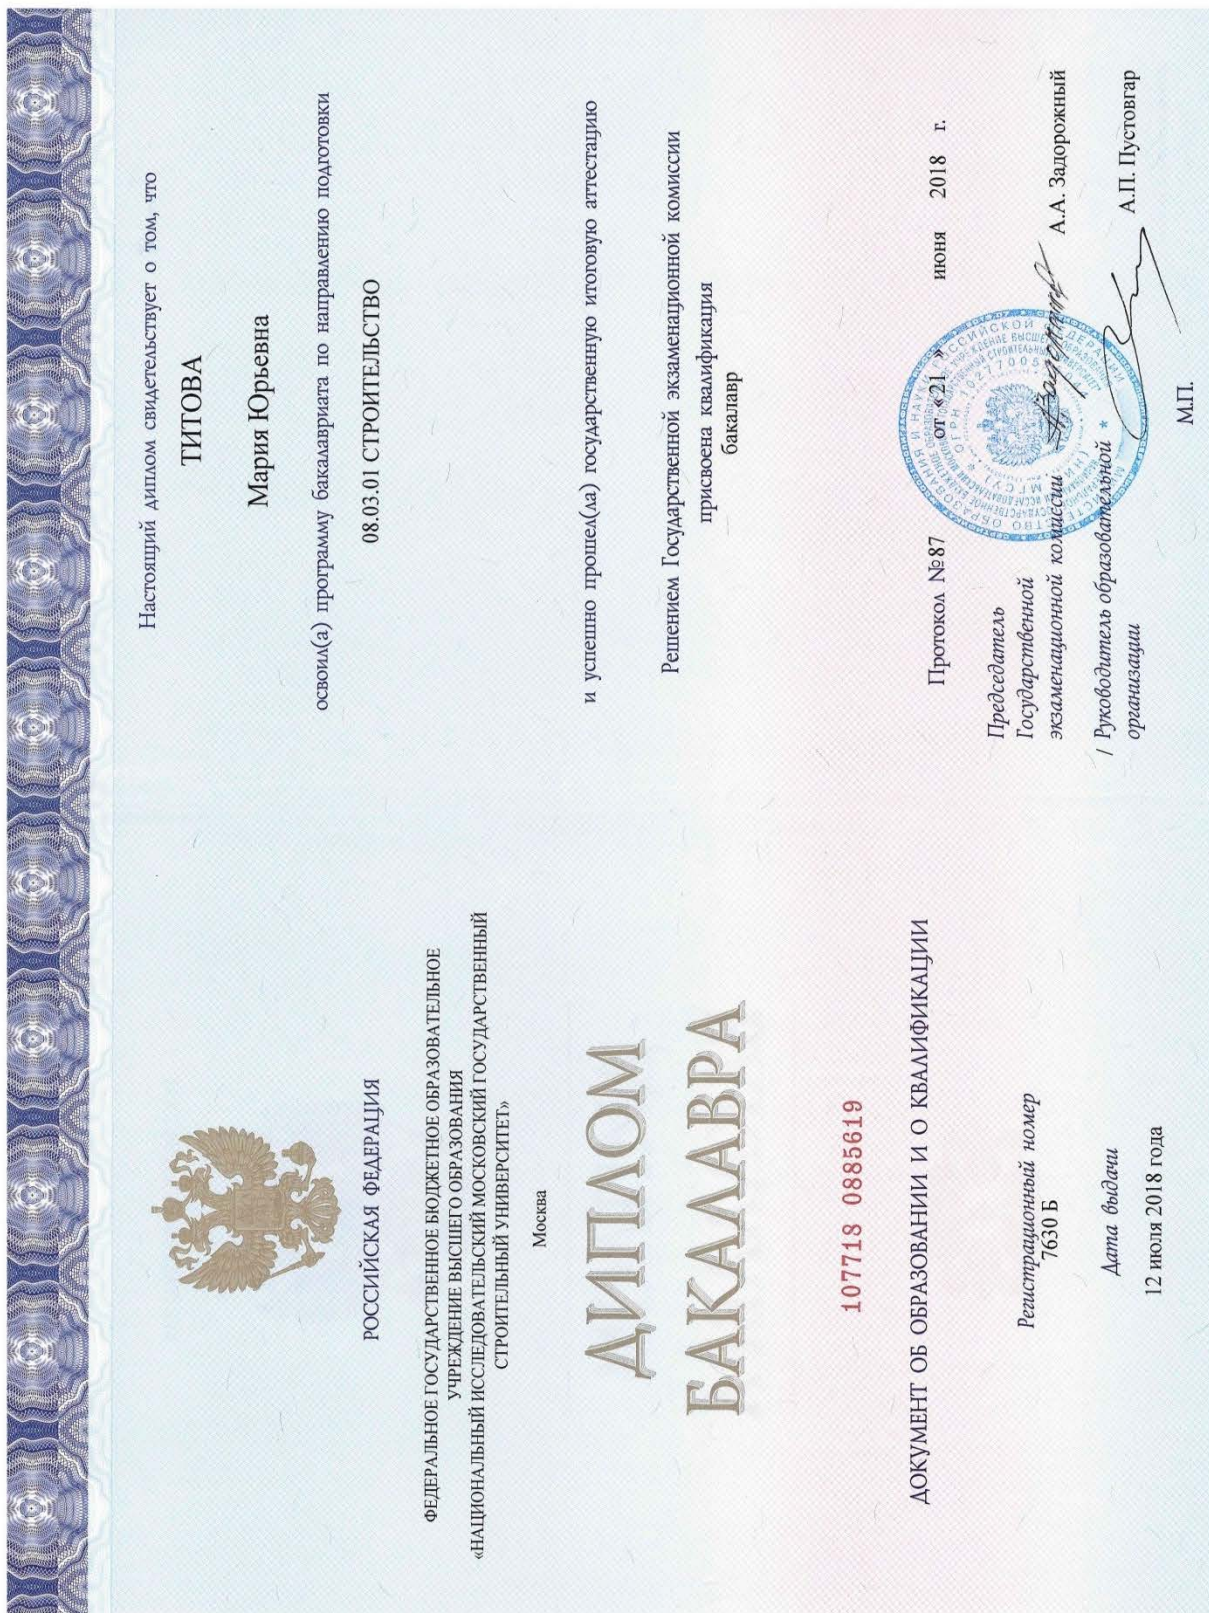 РОССИЙСКАЯ ФЕДЕРАЦИЯ
ФЕДЕРАЛЬНОЕ ГОСУДАРСТВЕННОЕ БЮДЖЕТНОЕ ОБРАЗОВАТЕЛЬНОЕ
УЧРЕЖДЕНИЕ ВЫСШЕГО ОБРАЗОВАНИЯ
«НАЦИОНАЛЬНЫЙ ИССЛЕДОВАТЕЛЬСКИЙ МОСКОВСКИЙ ГОСУДАРСТВЕННЫЙ
СТРОИТЕЛЬНЫЙ УНИВЕРСИТЕТ»
Москва
ДИПЛОМ
БАКАЛАВРА
107718 0885619
ДОКУМЕНТ ОБ ОБРАЗОВАНИИ И О КВАЛИФИКАЦИИ
Регистрационный номер
7630 Б
Дата выдачи
12 июля 2018 года
Настоящий диплом свидетельствует о том, что
ТИТОВА
Мария Юрьевна
освоил(а) программу бакалавриата по направлению подготовки
08.03.01 СТРОИТЕЛЬСТВО
и успешно прошел(ла) государственную итоговую аттестацию
Решением Государственной экзаменационной комиссии
присвоена квалификация
бакалавр
Протокол №87 от «21 » июня 2018 г.
Председатель
Государственной
экзаменационной комиссии А.А. Задорожный
/ Руководитель образовательной А.П. Пустовгар
организации
М.П.